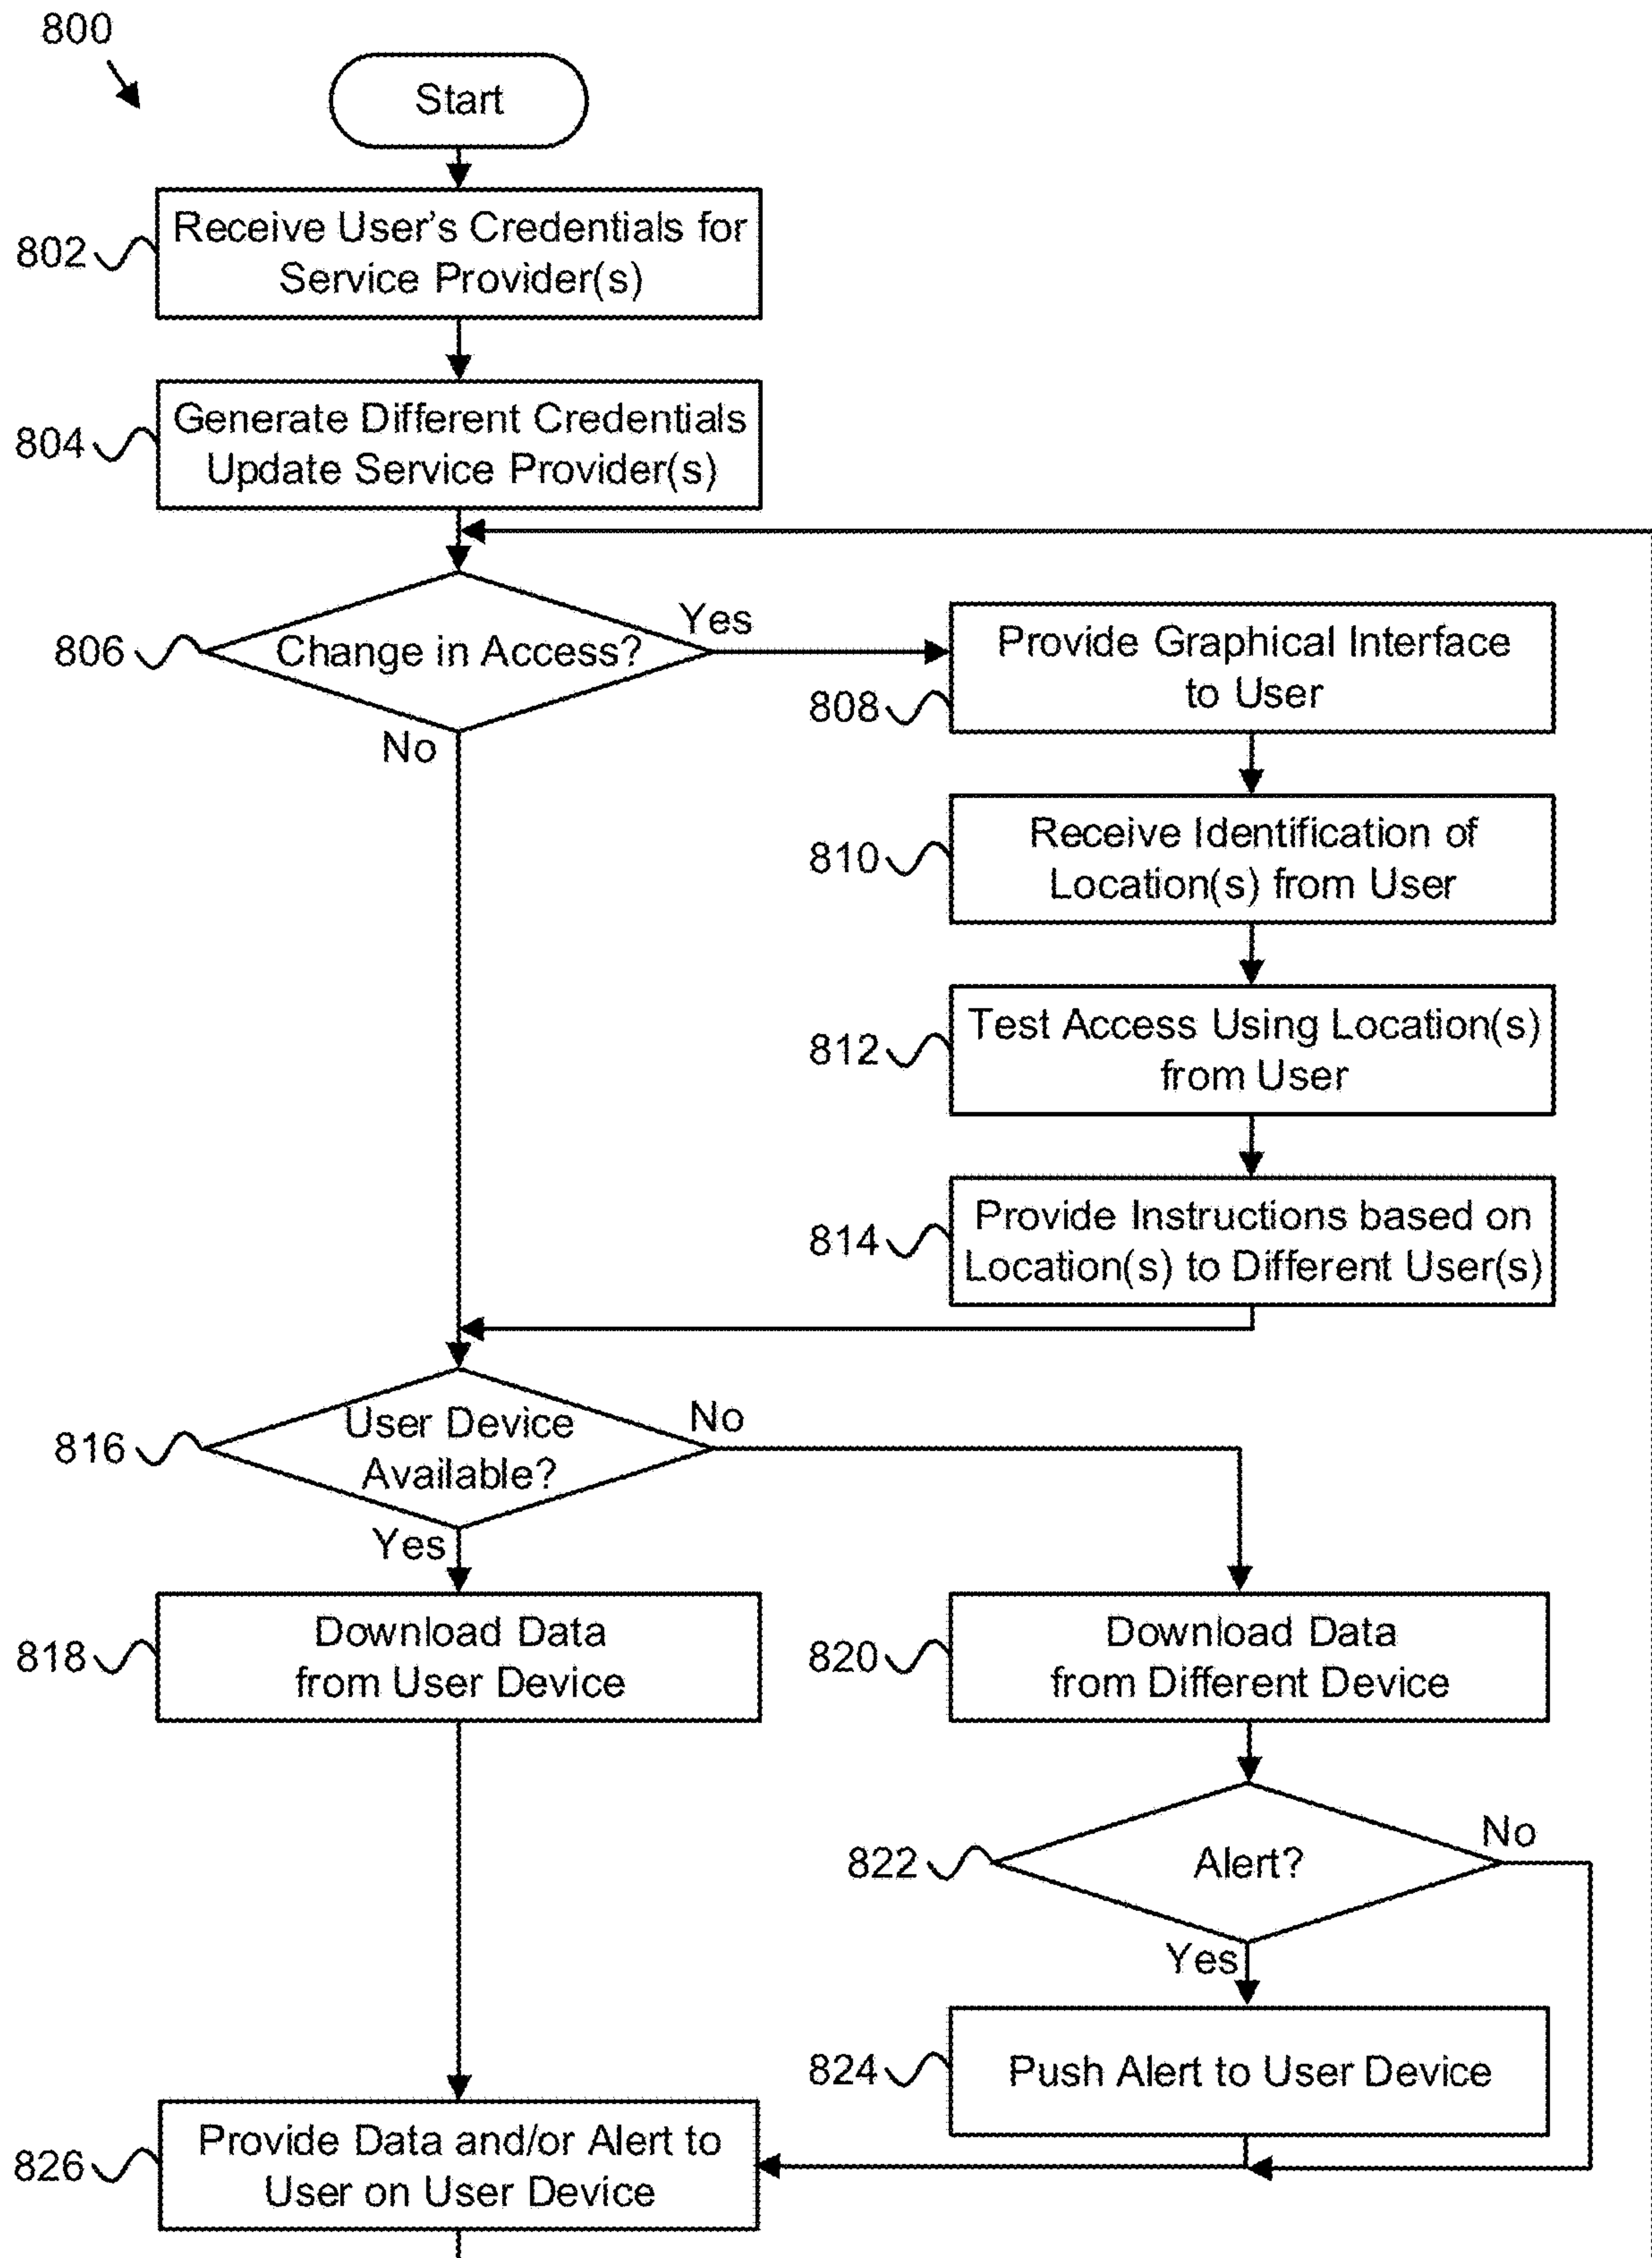 800
Start
802
Receive User's Credentials for
Service Provider(s)
804
Generate Different Credentials
Update Service Provider(s)
806
Change in Access?
Yes
No
808
Provide Graphical Interface
to User
810
Receive Identification of
Location(s) from User
812
Test Access Using Location(s)
from User
814
Provide Instructions based on
Location(s) to Different User(s)
816
User Device
Available?
No
Yes
818
Download Data
from User Device
820
Download Data
from Different Device
822
Alert?
No
Yes
824
Push Alert to User Device
826
Provide Data and/or Alert to
User on User Device